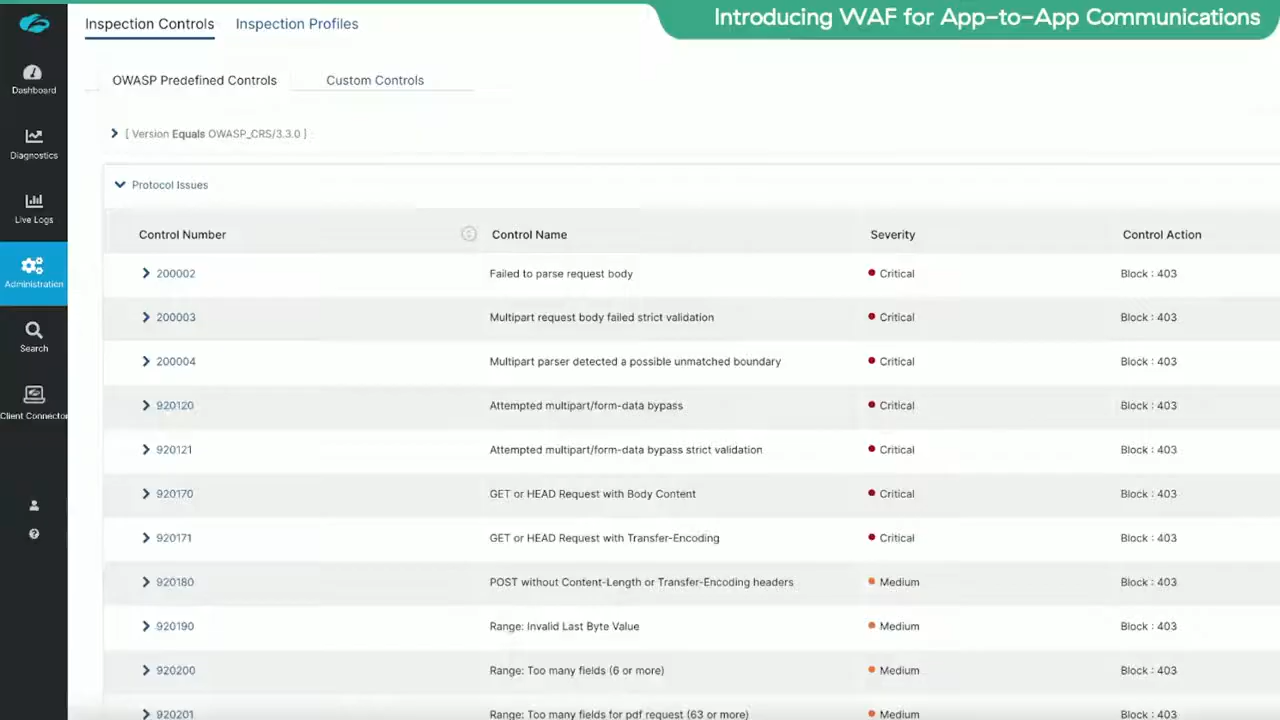 Introducing WAF for App-to-App Communications
Inspection Controls Inspection Profiles
Dashboard
Diagnostics
Live Logs
Administration
Search
Client Connector
OWASP Predefined Controls Custom Controls
[ Version Equals OWASP_CRS/3.3.0 ]
Protocol Issues
Control Number Control Name Severity Control Action
200002 Failed to parse request body Critical Block : 403
200003 Multipart request body failed strict validation Critical Block : 403
200004 Multipart parser detected a possible unmatched boundary Critical Block : 403
920120 Attempted multipart/form-data bypass Critical Block : 403
920121 Attempted multipart/form-data bypass strict validation Critical Block : 403
920170 GET or HEAD Request with Body Content Critical Block : 403
920171 GET or HEAD Request with Transfer-Encoding Critical Block : 403
920180 POST without Content-Length or Transfer-Encoding headers Medium Block : 403
920190 Range: Invalid Last Byte Value Medium Block : 403
920200 Range: Too many fields (6 or more) Medium Block : 403
920201 Range: Too many fields for pdf request (63 or more) Medium Block : 403